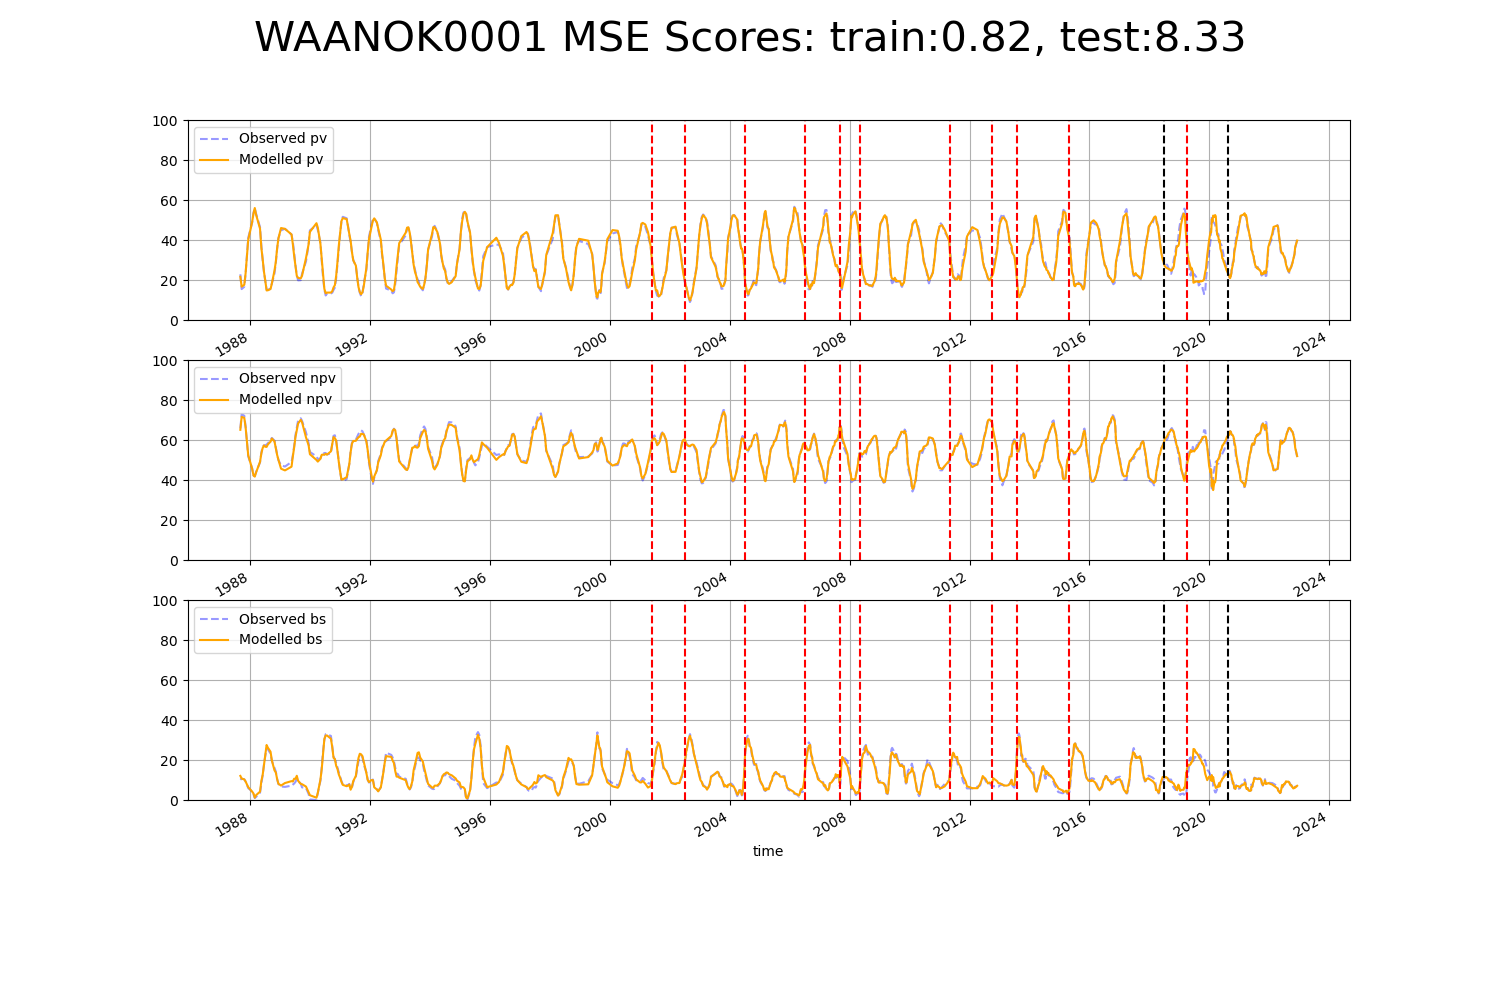 WAANOK0001 MSE Scores: train:0.82, test:8.33
100
80
60
40
20
0
Observed pv
Modelled pv
1988 1992 1996 2000 2004 2008 2012 2016 2020 2024
100
80
60
40
20
0
Observed npv
Modelled npv
1988 1992 1996 2000 2004 2008 2012 2016 2020 2024
100
80
60
40
20
0
Observed bs
Modelled bs
1988 1992 1996 2000 2004 2008 2012 2016 2020 2024
time